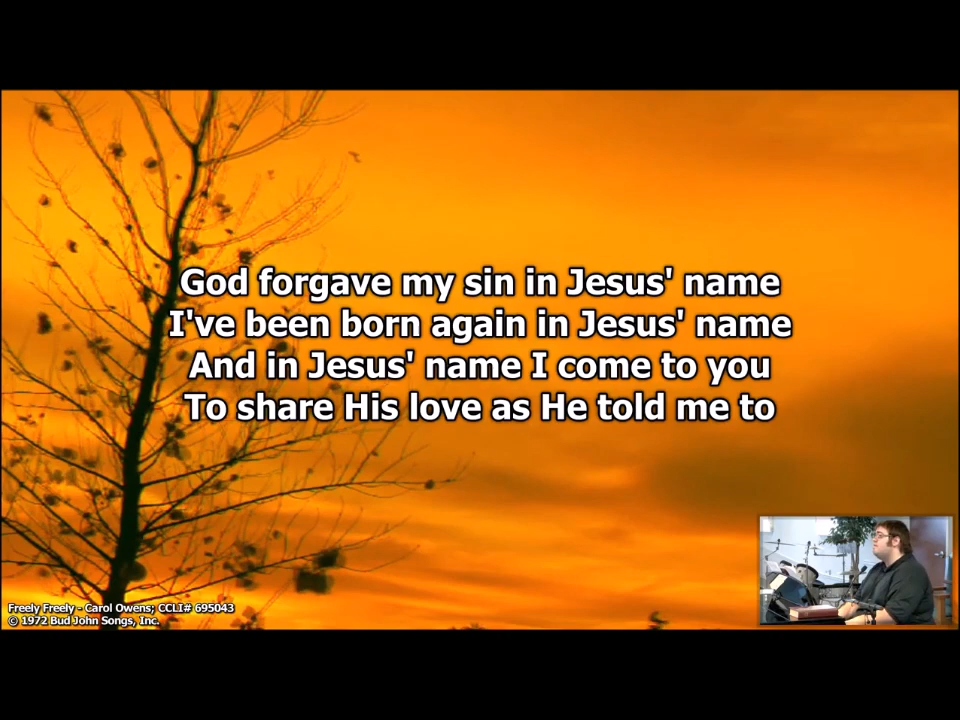 God forgave my sin in Jesus' name
I've been born again in Jesus' name
And in Jesus' name I come to you
To share His love as He told me to
Freely Freely - Carol Owens; CCLI# 695043
© 1972 Bud John Songs, Inc.